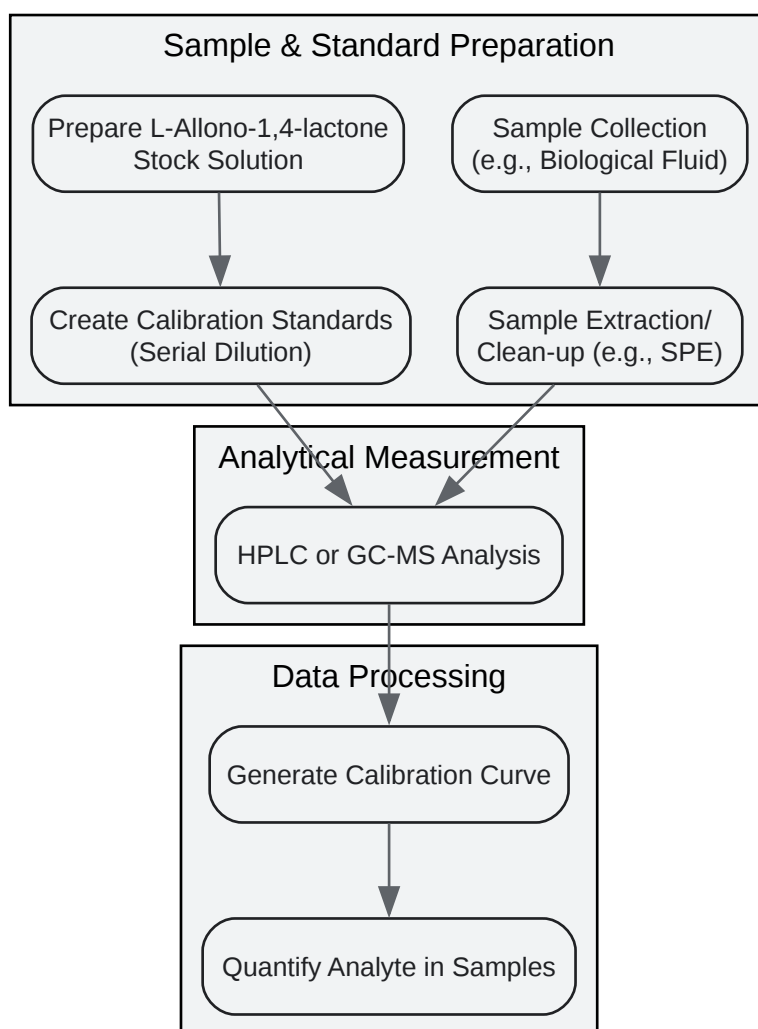 Sample & Standard Preparation
Prepare L-Allono-1,4-lactone
Stock Solution
Sample Collection
(e.g., Biological Fluid)
Create Calibration Standards
(Serial Dilution)
Sample Extraction/
Clean-up (e.g., SPE)
Analytical Measurement
HPLC or GC-MS Analysis
Data Processing
Generate Calibration Curve
Quantify Analyte in Samples